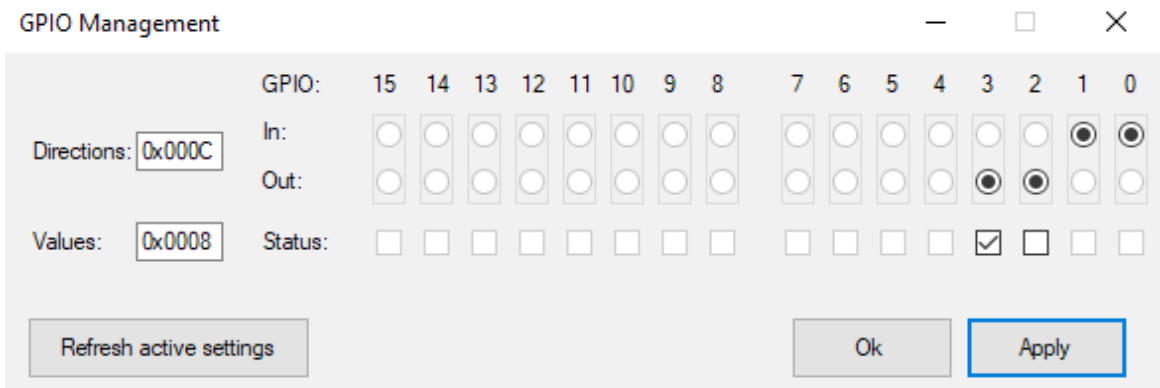 GPIO Management
GPIO: 15 14 13 12 11 10 9 8 7 6 5 4 3 2 1 0
In:
Directions: 0x000C
Out:
Values: 0x0008 Status:
Refresh active settings Ok Apply